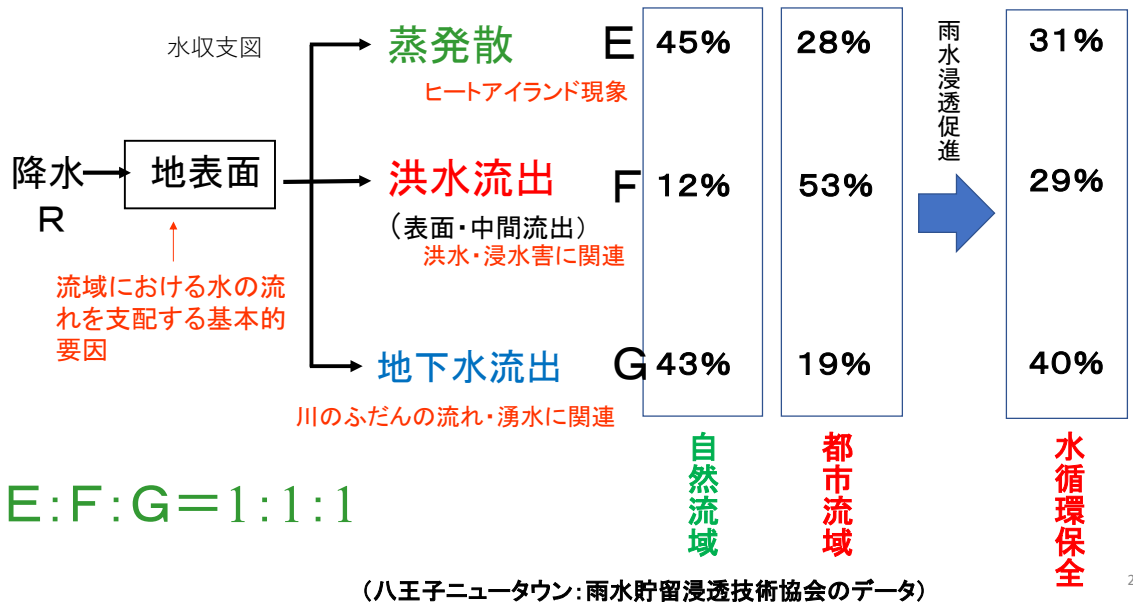 水収支図
降水
R
地表面
流域における水の流
れを支配する基本的
要因
蒸発散
E
ヒートアイランド現象
洪水流出
F
(表面・中間流出)
洪水・浸水害に関連
地下水流出
G
川のふだんの流れ・湧水に関連
45%
12%
43%
自然流域
28%
53%
19%
都市流域
雨水浸透促進
31%
29%
40%
水循環保全
E:F:G=1:1:1
(八王子ニュータウン:雨水貯留浸透技術協会のデータ)
2